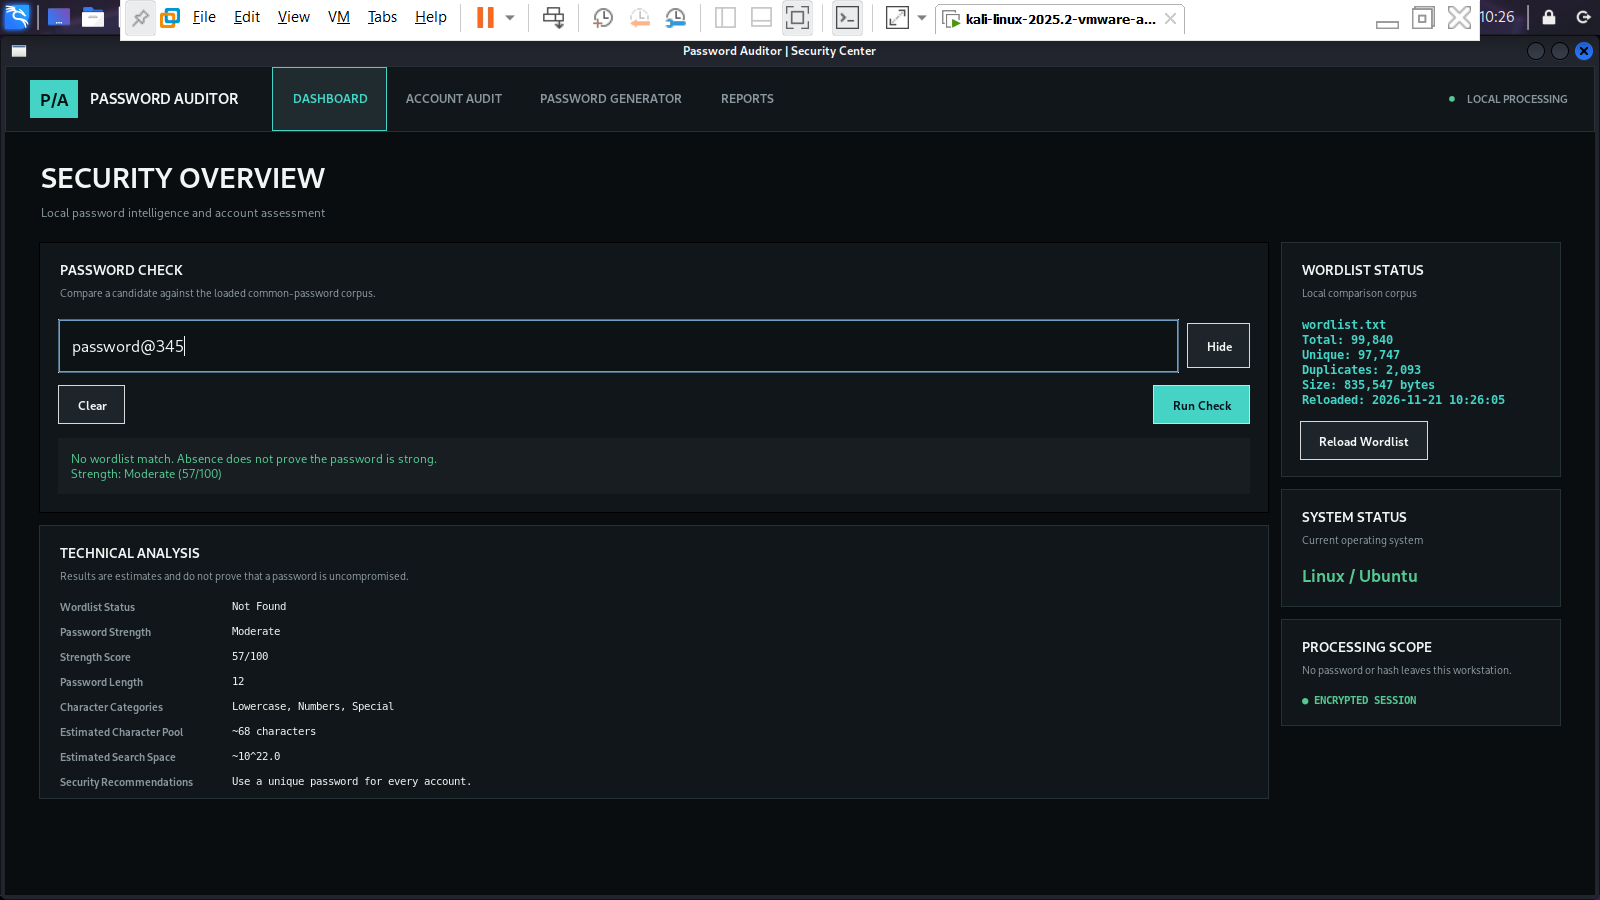 File Edit View VM Tabs Help
kali-linux-2025.2-vmware-a...
10:26
Password Auditor | Security Center
P/A PASSWORD AUDITOR DASHBOARD ACCOUNT AUDIT PASSWORD GENERATOR REPORTS LOCAL PROCESSING
SECURITY OVERVIEW
Local password intelligence and account assessment
PASSWORD CHECK
Compare a candidate against the loaded common-password corpus.
password@345
Hide
Clear
Run Check
No wordlist match. Absence does not prove the password is strong.
Strength: Moderate (57/100)
TECHNICAL ANALYSIS
Results are estimates and do not prove that a password is uncompromised.
Wordlist Status Not Found
Password Strength Moderate
Strength Score 57/100
Password Length 12
Character Categories Lowercase, Numbers, Special
Estimated Character Pool ~68 characters
Estimated Search Space ~10^22.0
Security Recommendations Use a unique password for every account.
WORDLIST STATUS
Local comparison corpus
wordlist.txt
Total: 99,840
Unique: 97,747
Duplicates: 2,093
Size: 835,547 bytes
Reloaded: 2026-11-21 10:26:05
Reload Wordlist
SYSTEM STATUS
Current operating system
Linux / Ubuntu
PROCESSING SCOPE
No password or hash leaves this workstation.
ENCRYPTED SESSION